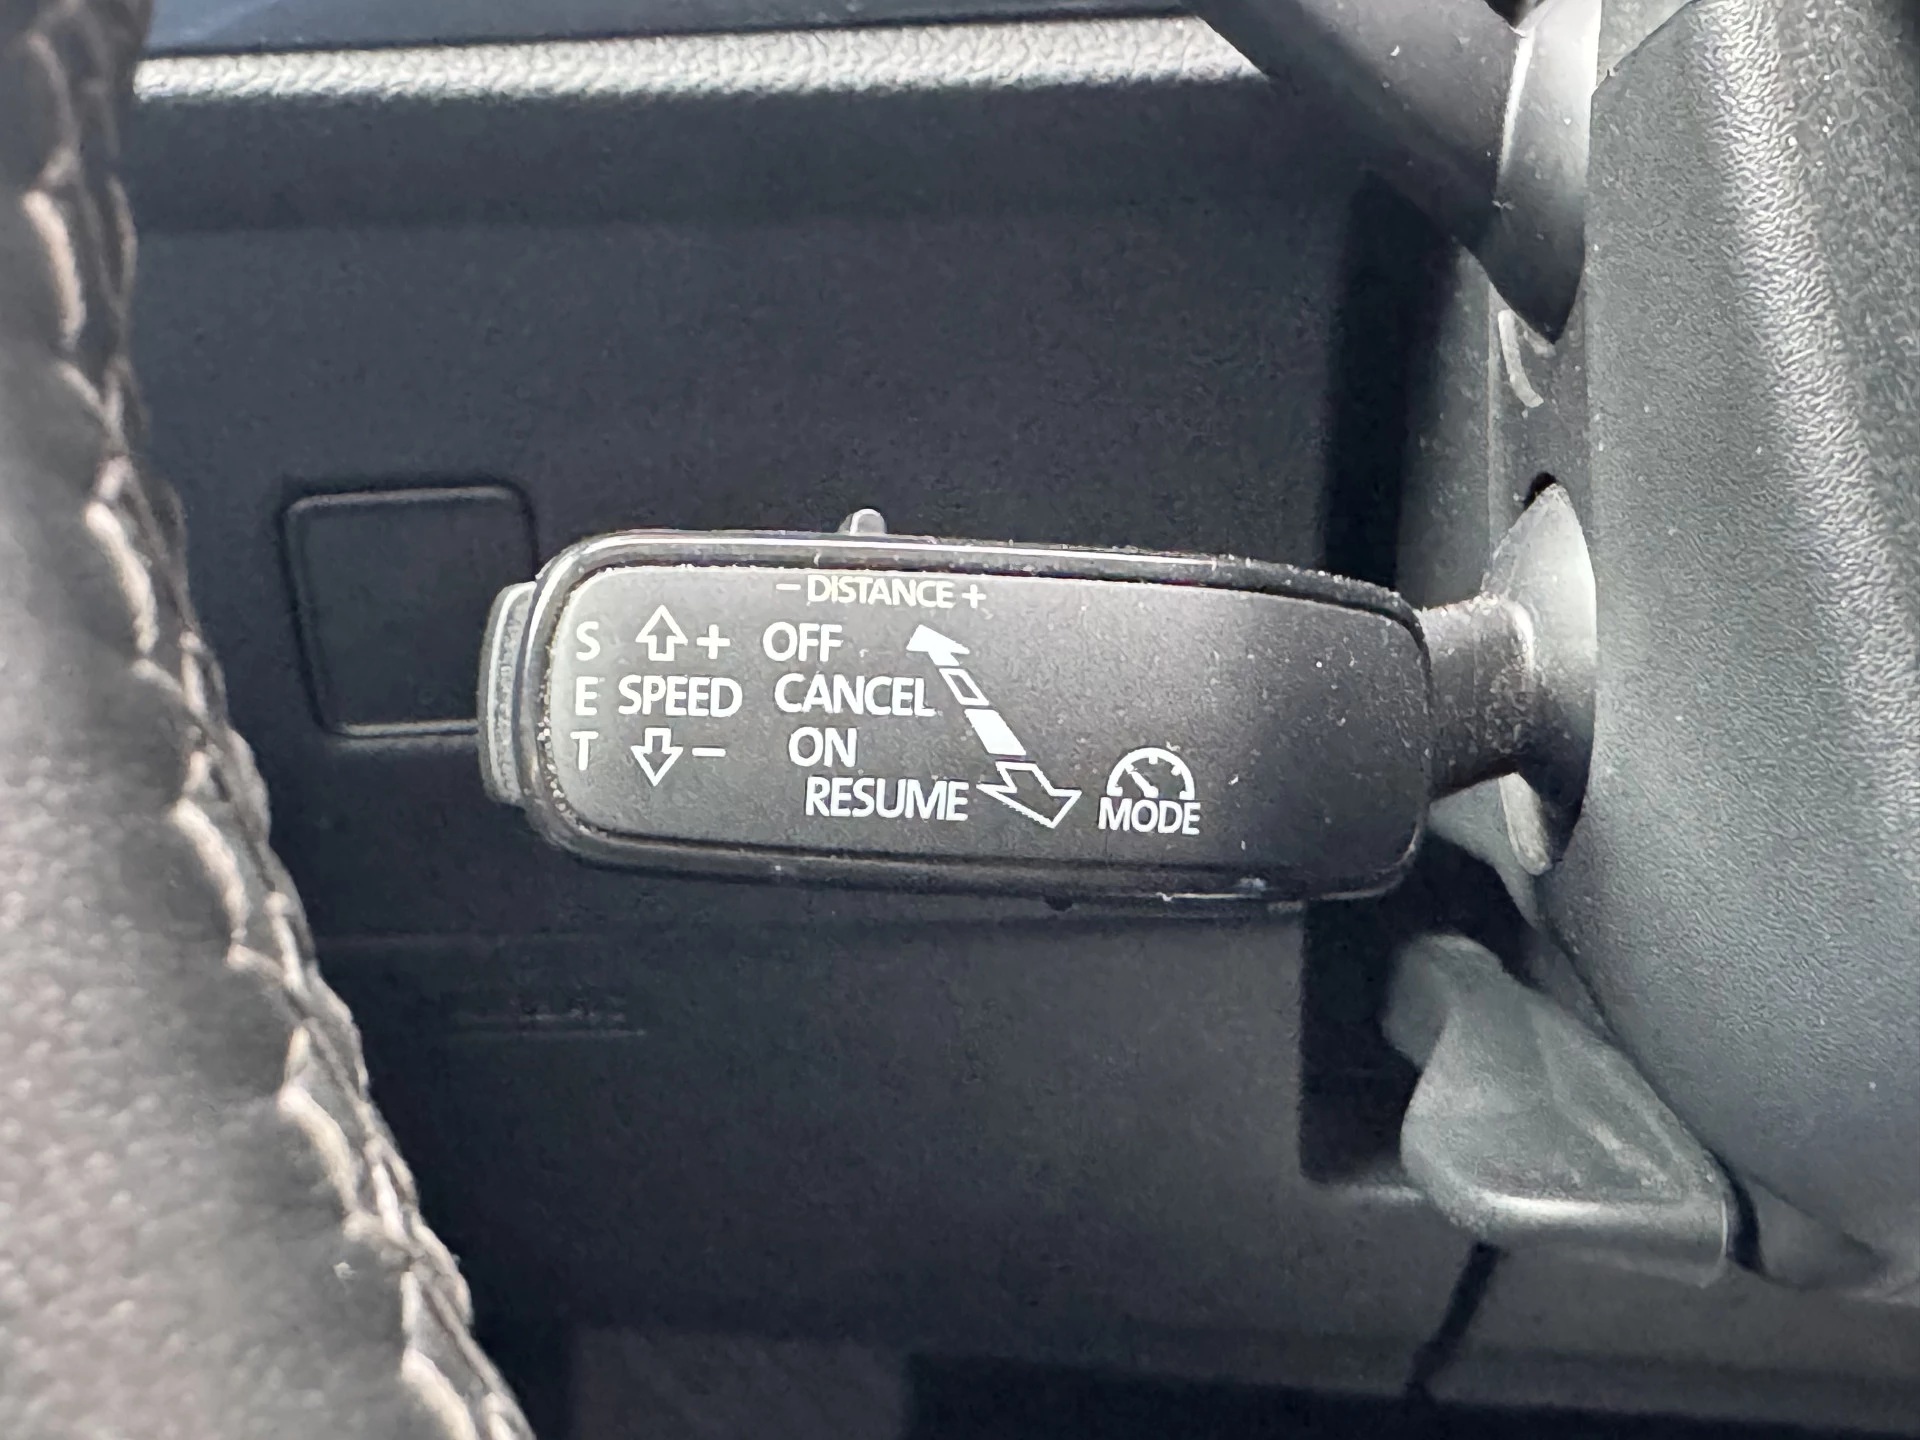 - DISTANCE +
S + OFF
E SPEED CANCEL
T - ON
RESUME
MODE